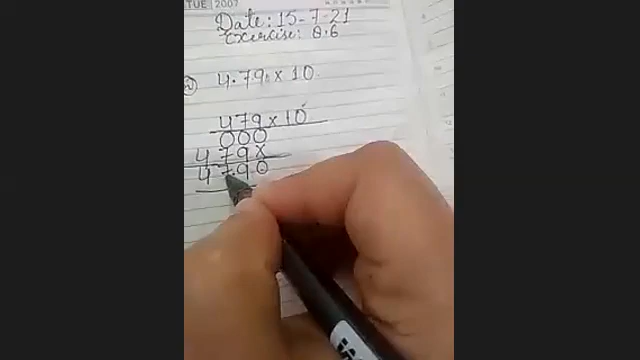 TUE 2007
Date: 15-7-21
Exercise: 8.6
4.79 x 10
479 x 10
000
479x
4790